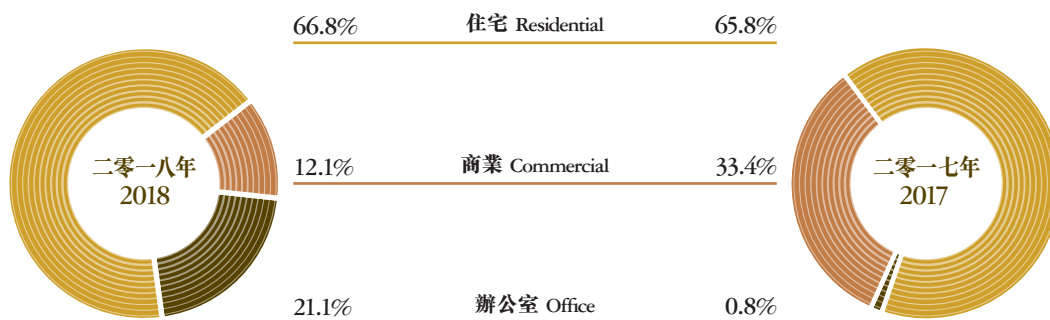 66.8% 住宅 Residential 65.8%
二零一八年
2018
12.1% 商業 Commercial 33.4%
二零一七年
2017
21.1% 辦公室 Office 0.8%